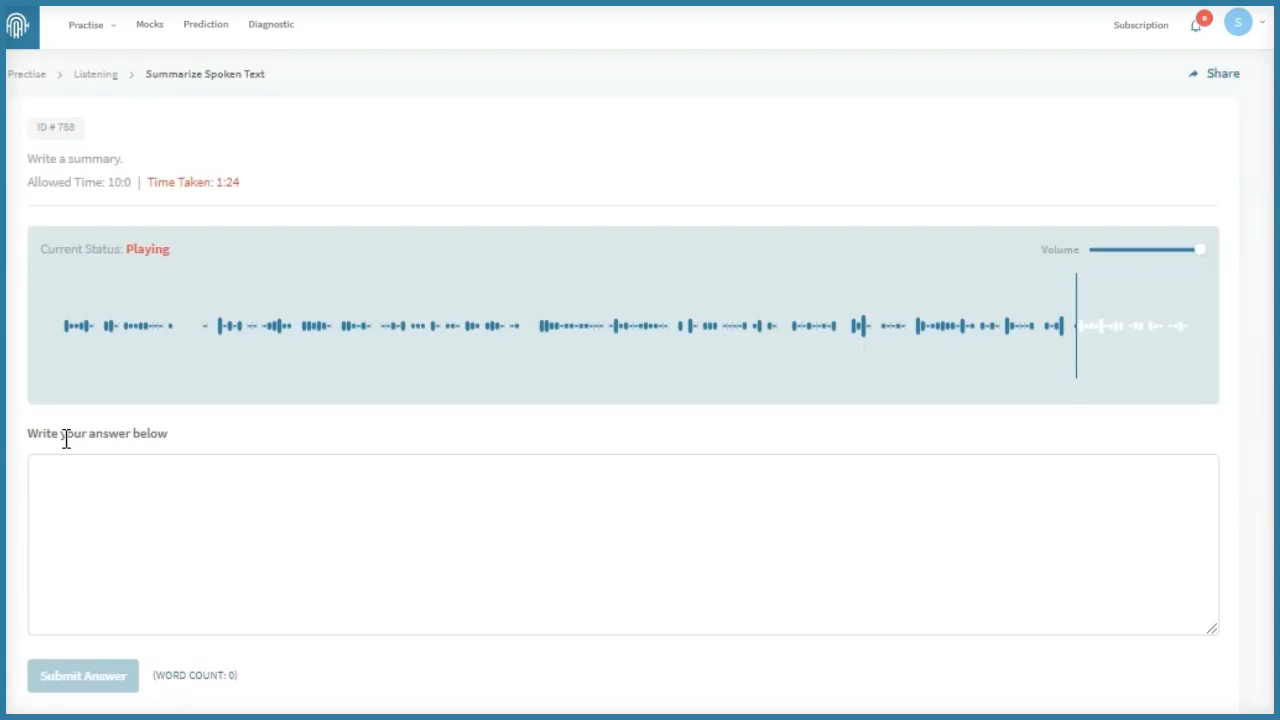 Practise Mocks Prediction Diagnostic Subscription S
Practise > Listening > Summarize Spoken Text Share
ID # 788
Write a summary.
Allowed Time: 10:0 | Time Taken: 1:24
Current Status: Playing Volume
Write your answer below
Submit Answer (WORD COUNT: 0)